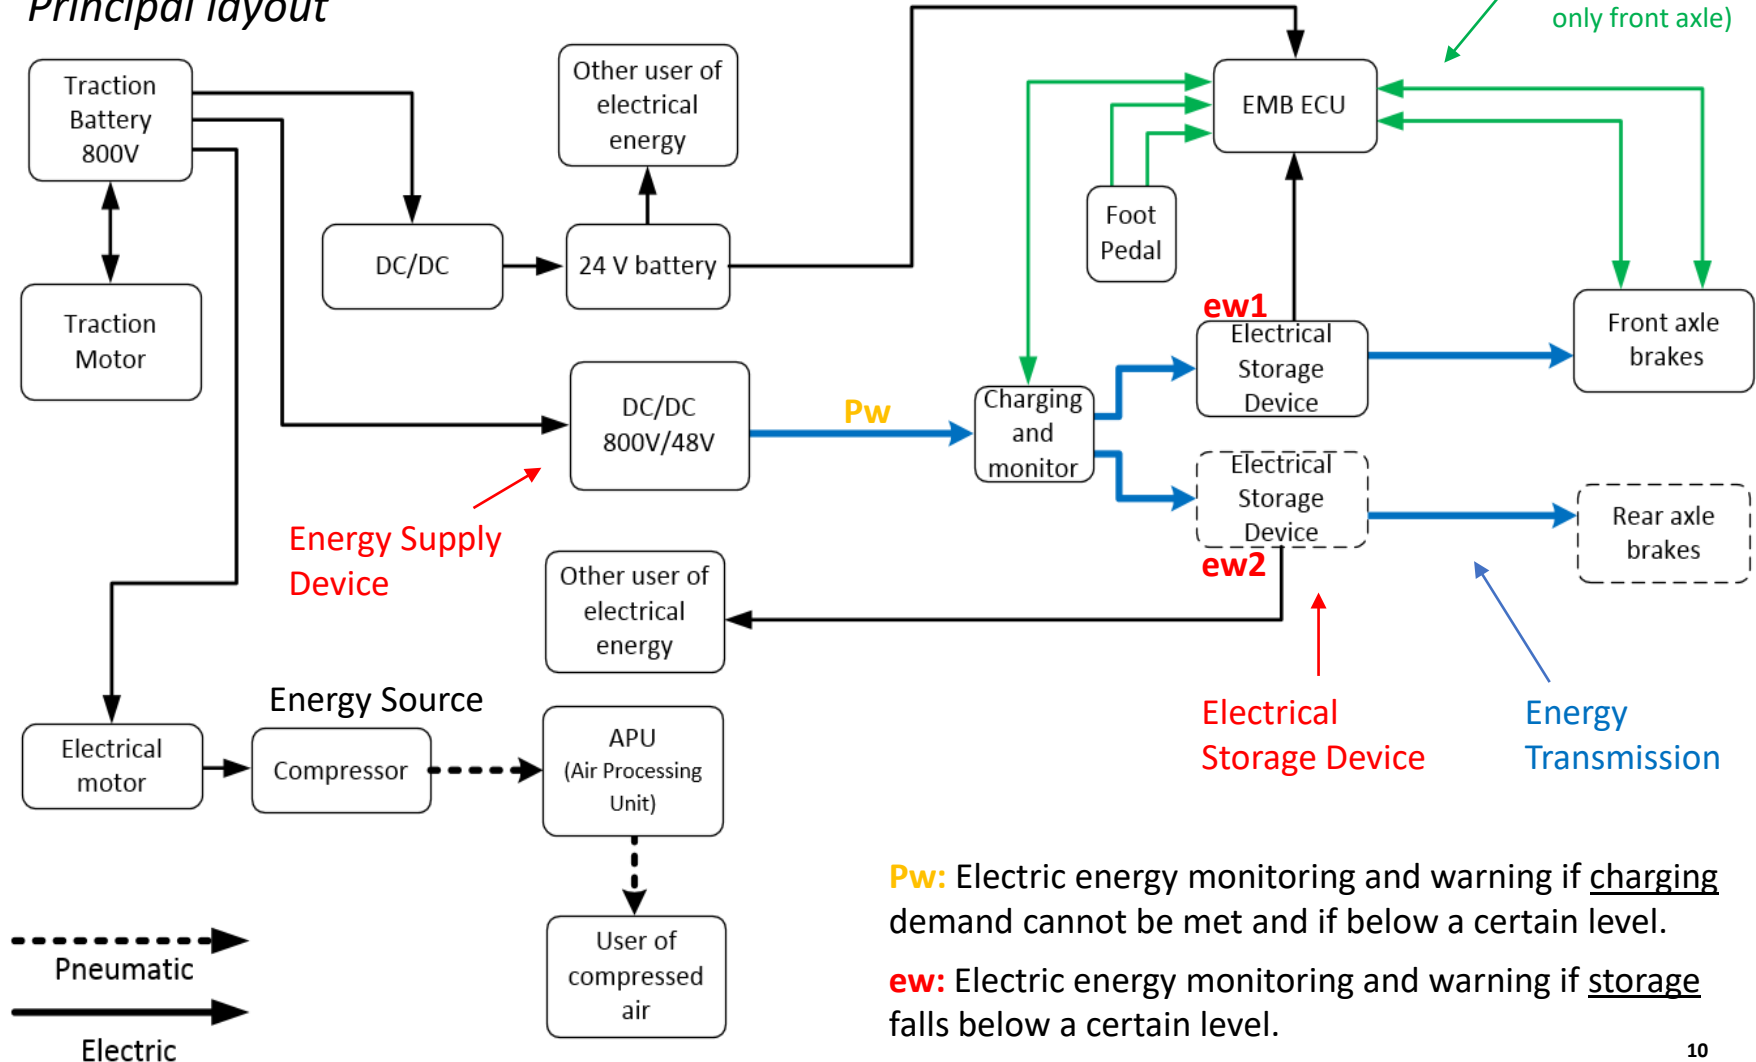 Principal layout
only front axle)
Traction
Battery
800V
Other user of
electrical
energy
EMB ECU
Foot
Pedal
DC/DC
24 V battery
Traction
Motor
ew1
Electrical
Storage
Device
Front axle
brakes
DC/DC
800V/48V
Pw
Charging
and
monitor
Electrical
Storage
Device
ew2
Rear axle
brakes
Energy Supply
Device
Other user of
electrical
energy
Electrical
Storage Device
Energy
Transmission
Energy Source
Electrical
motor
Compressor
APU
(Air Processing
Unit)
User of
compressed
air
Pneumatic
Electric
Pw: Electric energy monitoring and warning if charging
demand cannot be met and if below a certain level.
ew: Electric energy monitoring and warning if storage
falls below a certain level.
10